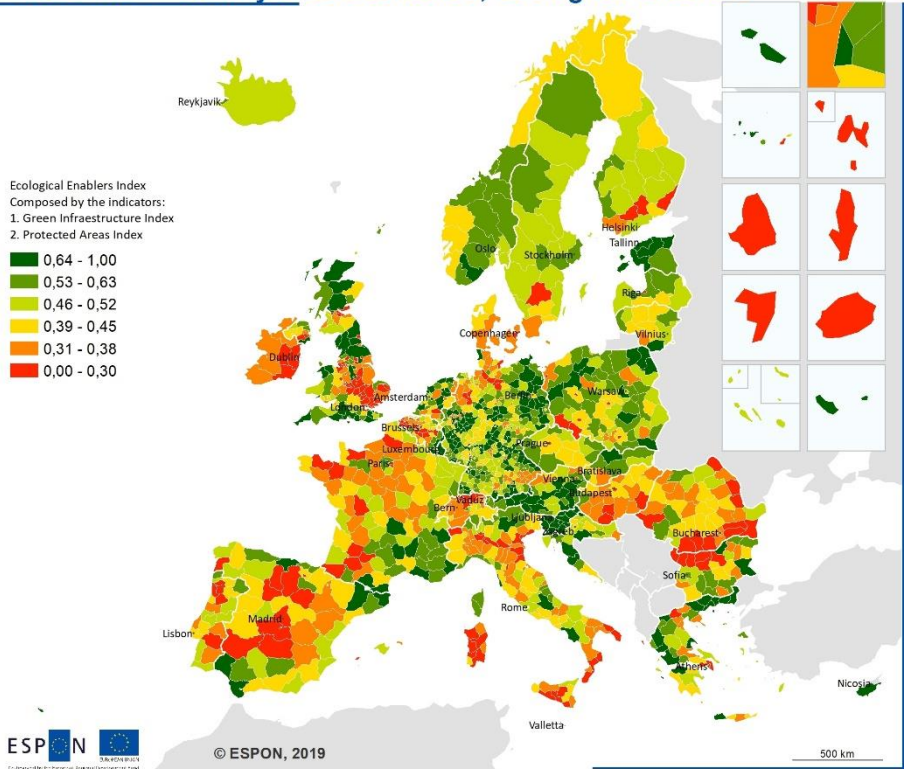 Reykjavik
Ecological Enablers Index
Composed by the indicators:
1. Green Infraestructure Index
2. Protected Areas Index
0,64 - 1,00
0,53 - 0,63
0,46 - 0,52
0,39 - 0,45
0,31 - 0,38
0,00 - 0,30
Oslo
Stockholm
Helsinki
Tallinn
Riga
Vilnius
Copenhagen
Dublin
London
Amsterdam
Berlin
Warsaw
Brussels
Luxembourg
Prague
Paris
Vienna
Bratislava
Budapest
Vaduz
Bern
Ljubljana
Zagreb
Bucharest
Sofia
Rome
Madrid
Lisbon
Athens
Nicosia
Valletta
ESPON
EUROPEAN UNION
© ESPON, 2019
500 km